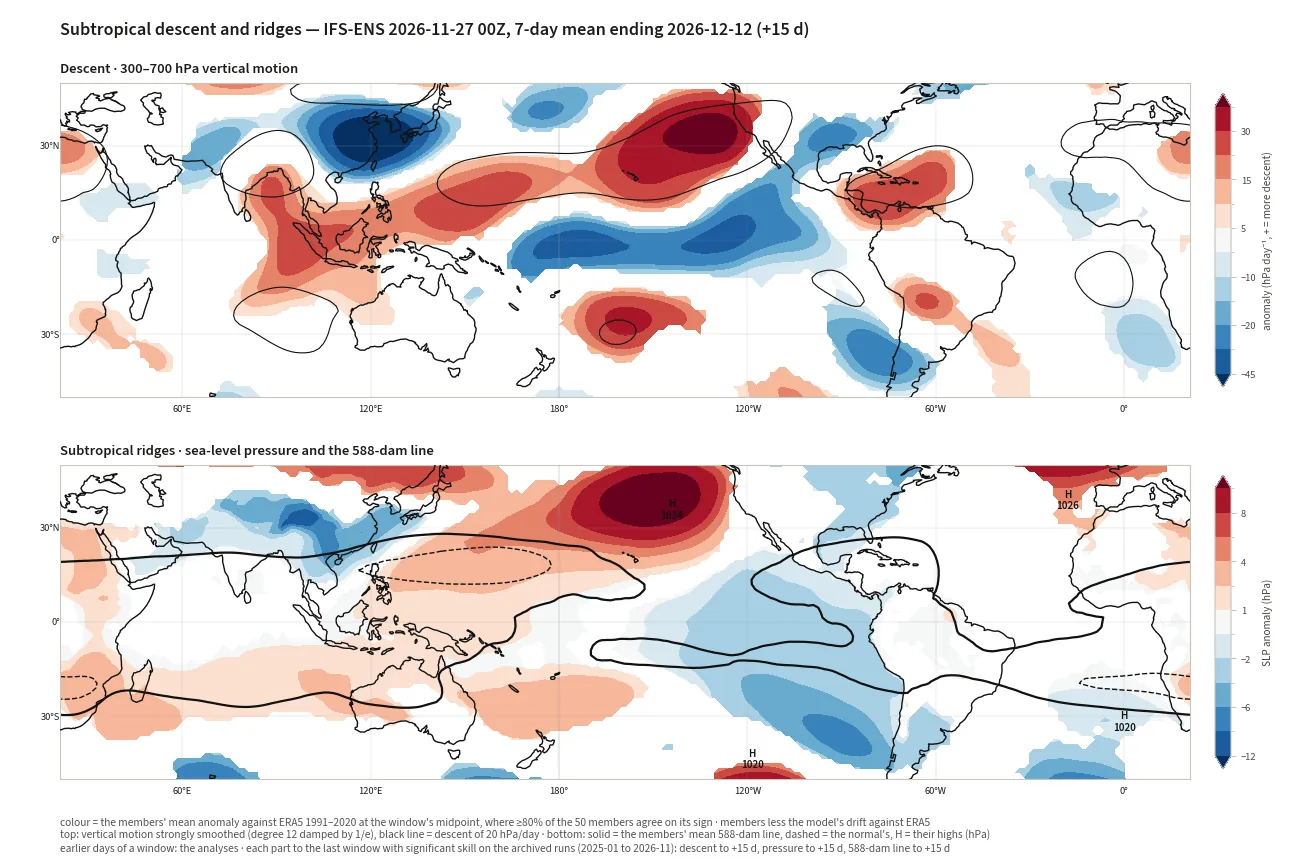 Subtropical descent and ridges — IFS-ENS 2026-11-27 00Z, 7-day mean ending 2026-12-12 (+15 d)
Descent · 300–700 hPa vertical motion
30°N
0°
30°S
60°E
120°E
180°
120°W
60°W
0°
30
15
5
−10
−20
−45
anomaly (hPa day⁻¹, + = more descent)
Subtropical ridges · sea-level pressure and the 588-dam line
H
1026
H
H
1020
H
1020
30°N
0°
30°S
60°E
120°E
180°
120°W
60°W
0°
8
4
1
−2
−6
−12
SLP anomaly (hPa)
colour = the members' mean anomaly against ERA5 1991–2020 at the window's midpoint, where ≥80% of the 50 members agree on its sign · members less the model's drift against ERA5
top: vertical motion strongly smoothed (degree 12 damped by 1/e), black line = descent of 20 hPa/day · bottom: solid = the members' mean 588-dam line, dashed = the normal's, H = their highs (hPa)
earlier days of a window: the analyses · each part to the last window with significant skill on the archived runs (2025-01 to 2026-11): descent to +15 d, pressure to +15 d, 588-dam line to +15 d